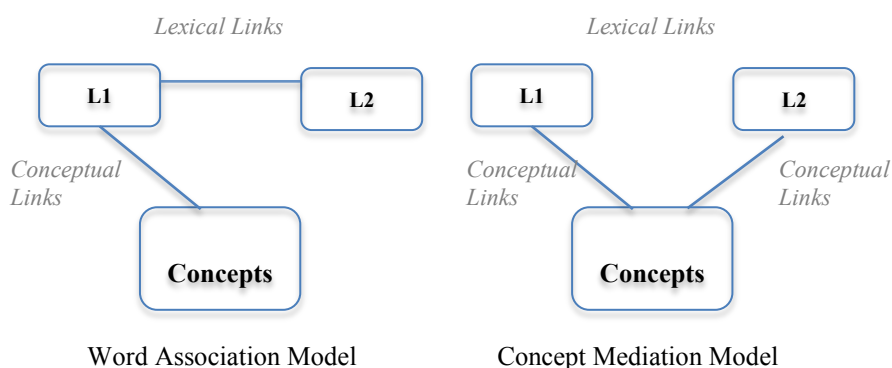 Lexical Links
L1
L2
Conceptual
Links
Concepts
Word Association Model
Lexical Links
L1
L2
Conceptual
Links
Conceptual
Links
Concepts
Concept Mediation Model